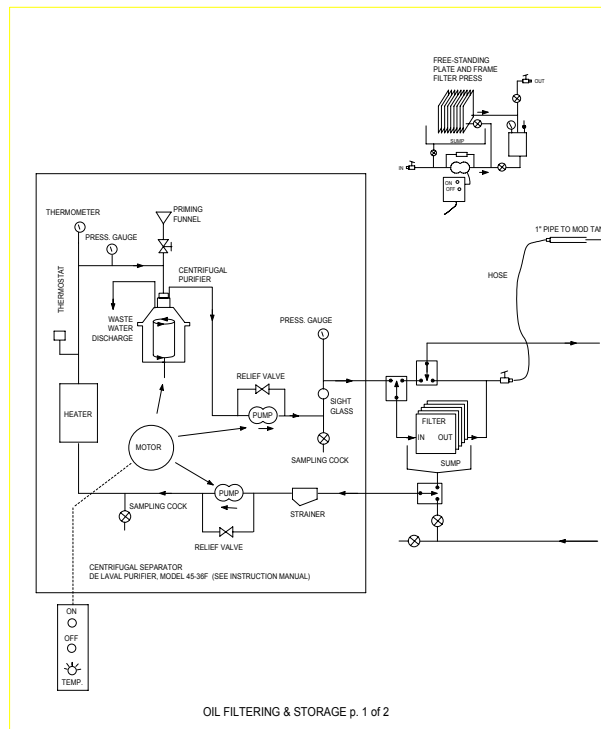 FREE-STANDING
PLATE AND FRAME
FILTER PRESS
OUT
SUMP
IN
ON
OFF
THERMOMETER
PRIMING
FUNNEL
PRESS. GAUGE
CENTRIFUGAL
PURIFIER
THERMOSTAT
WASTE
WATER
DISCHARGE
1" PIPE TO MOD TAN
HOSE
PRESS. GAUGE
RELIEF VALVE
PUMP
SIGHT
GLASS
HEATER
FILTER
IN OUT
MOTOR
SAMPLING COCK
SUMP
PUMP
SAMPLING COCK
STRAINER
RELIEF VALVE
CENTRIFUGAL SEPARATOR
DE LAVAL PURIFIER, MODEL 45-36F (SEE INSTRUCTION MANUAL)
ON
OFF
TEMP.
OIL FILTERING & STORAGE p. 1 of 2